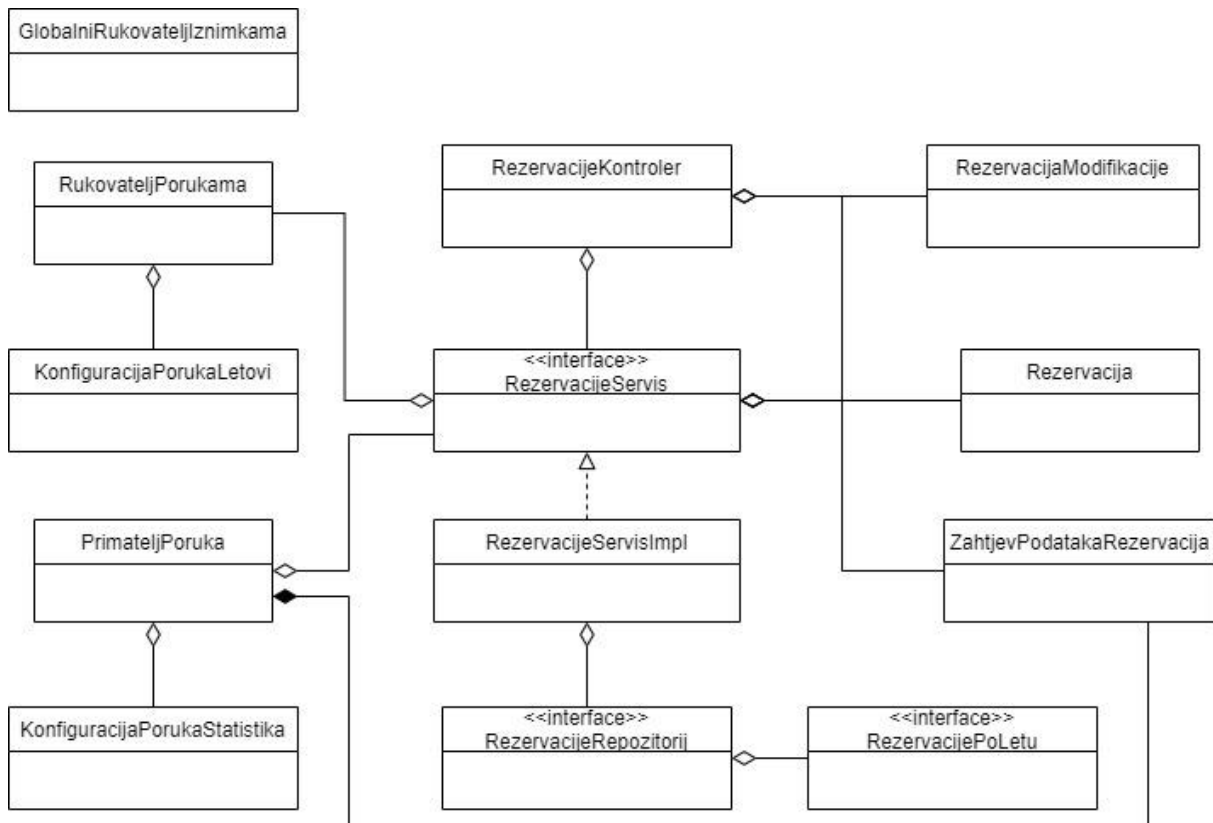 GlobalniRukovateljIznimkama
RukovateljPorukama
RezervacijeKontroler
RezervacijaModifikacije
KonfiguracijaPorukaLetovi
<<interface>>
RezervacijeServis
Rezervacija
PrimateljPoruka
RezervacijeServisImpl
ZahtjevPodatakaRezervacija
KonfiguracijaPorukaStatistika
<<interface>>
RezervacijeRepozitorij
<<interface>>
RezervacijePoLetu